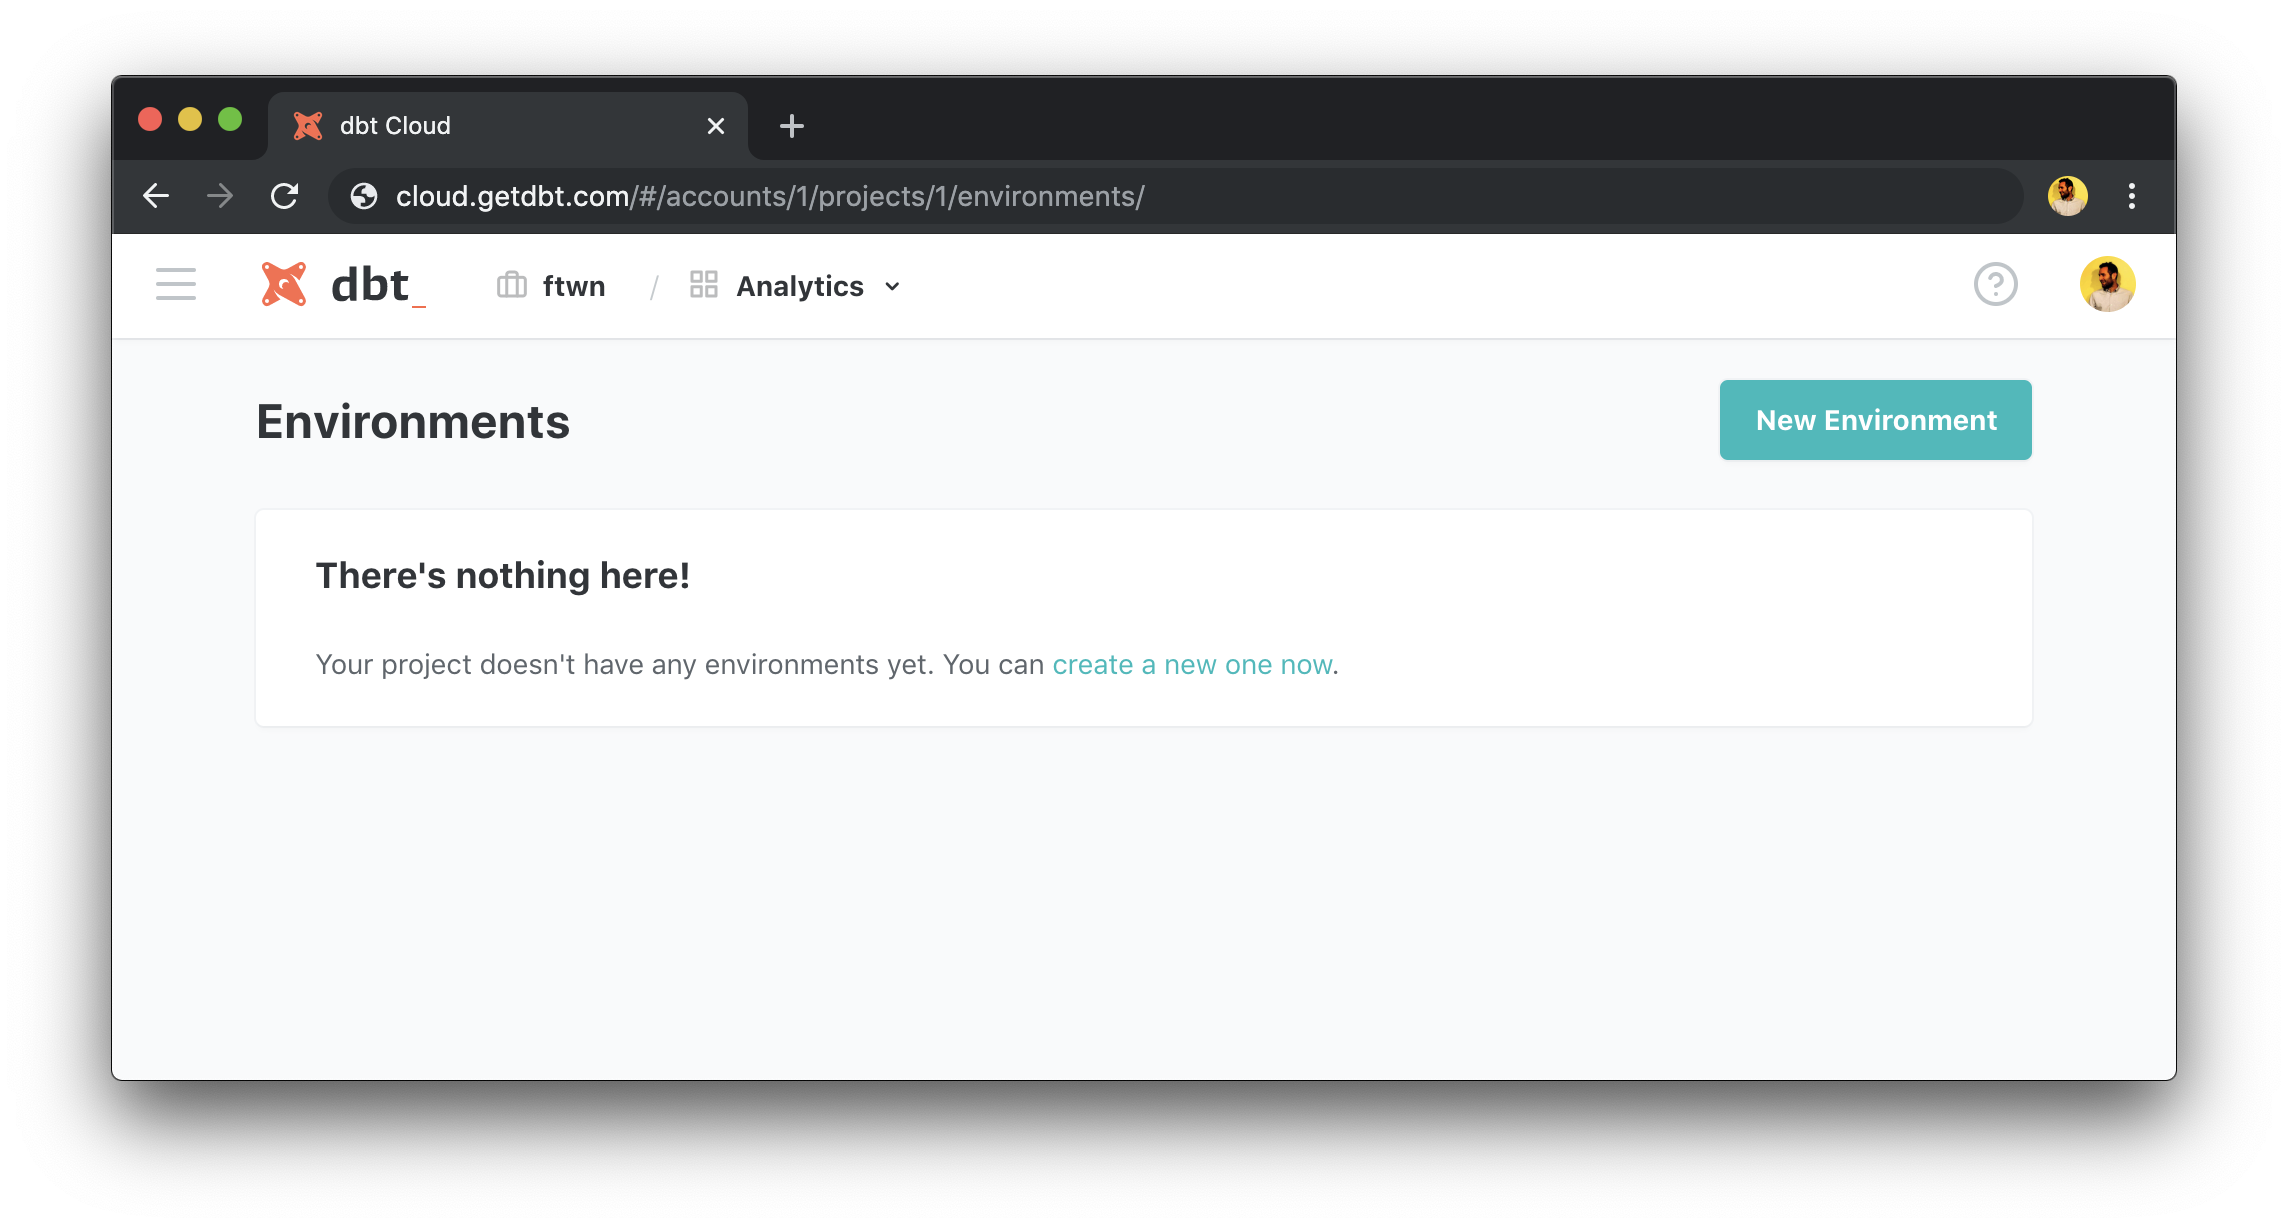 dbt Cloud
cloud.getdbt.com/#/accounts/1/projects/1/environments/
dbt_ ftwn / Analytics
Environments
New Environment
There's nothing here!
Your project doesn't have any environments yet. You can create a new one now.